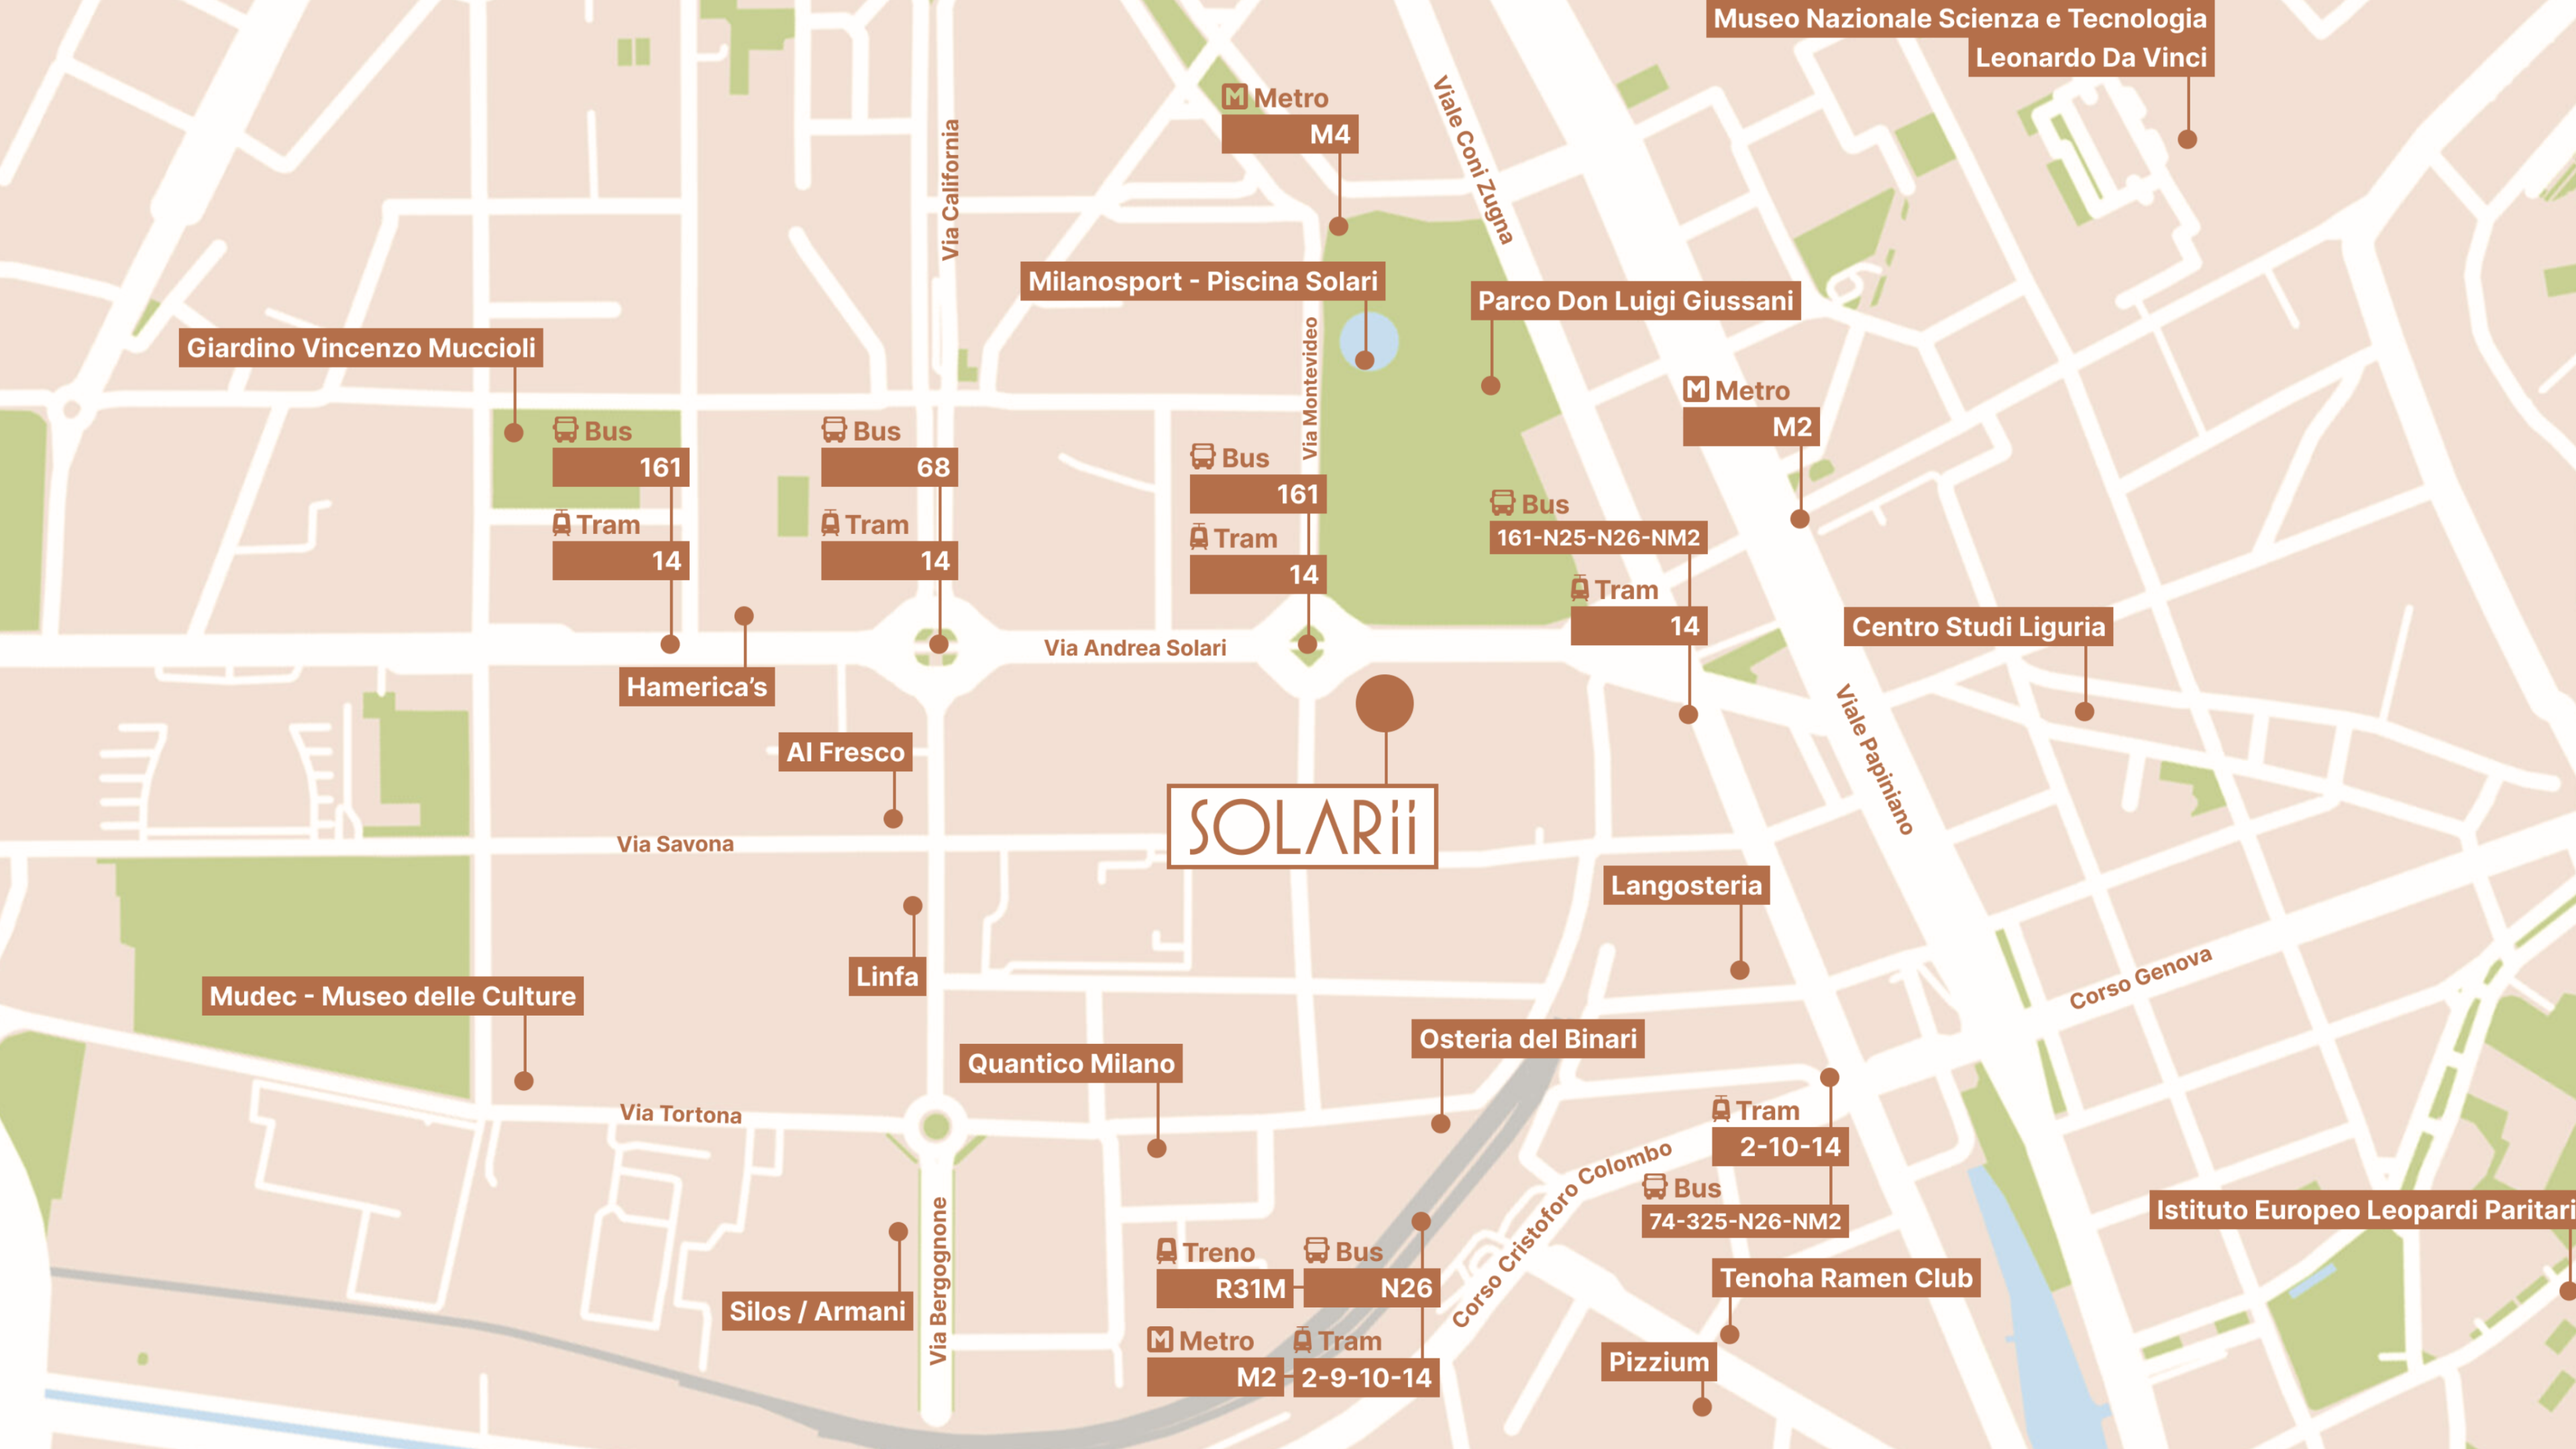 Museo Nazionale Scienza e Tecnologia
Leonardo Da Vinci
M Metro
M4
Viale Coni Zugna
Via California
Milanosport - Piscina Solari
Parco Don Luigi Giussani
Giardino Vincenzo Muccioli
Via Montevideo
M Metro
M2
Bus
161
Tram
14
Bus
68
Tram
14
Bus
161
Tram
14
Bus
161-N25-N26-NM2
Tram
14
Centro Studi Liguria
Via Andrea Solari
Hamerica's
Viale Papiniano
Al Fresco
SOLARii
Via Savona
Langosteria
Linfa
Corso Genova
Mudec - Museo delle Culture
Osteria del Binari
Quantico Milano
Via Tortona
Tram
2-10-14
Bus
74-325-N26-NM2
Corso Cristoforo Colombo
Istituto Europeo Leopardi Paritari
Via Bergognone
Treno
R31M
Bus
N26
Silos / Armani
Tenoha Ramen Club
M Metro
M2
Tram
2-9-10-14
Pizzium